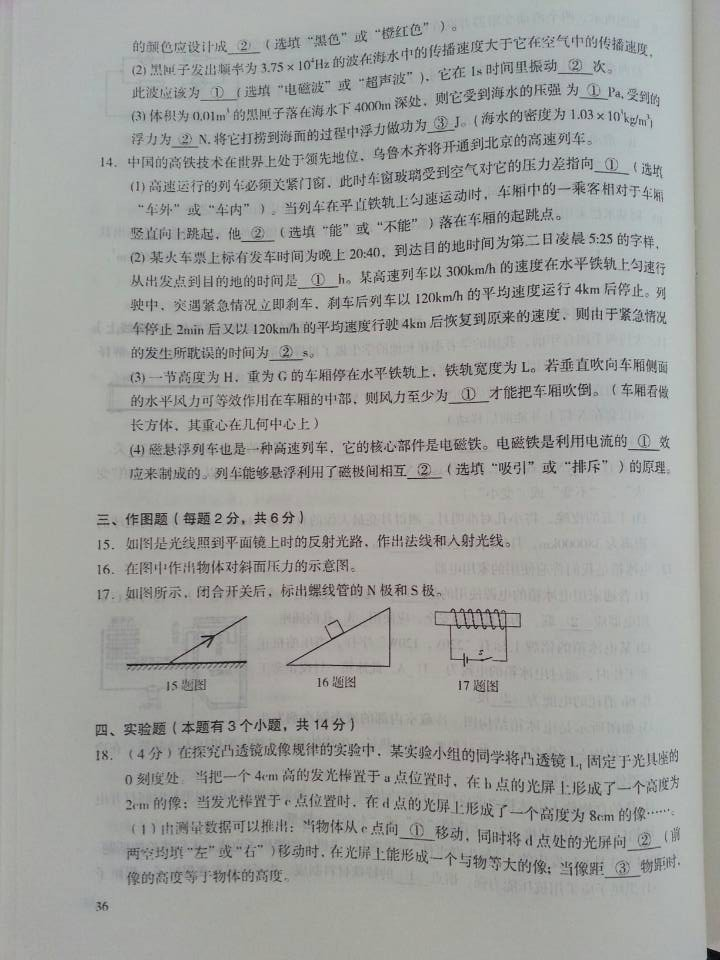 的颜色应设计成 ② （选填“黑色”或“橙红色”）。
(2) 黑匣子发出频率为 3.75 × 10⁴Hz 的波在海水中的传播速度大于它在空气中的传播速度,
此波应该为 ① （选填“电磁波”或“超声波”）, 它在 1s 时间里振动 ② 次。
(3) 体积为 0.01m³ 的黑匣子落在海水下 4000m 深处, 则它受到海水的压强 为 ① Pa, 受到的
浮力为 ② N. 将它打捞到海面的过程中浮力做功为 ③ J。( 海水的密度为 1.03 × 10³kg/m³)
14. 中国的高铁技术在世界上处于领先地位, 乌鲁木齐将开通到北京的高速列车。
(1) 高速运行的列车必须关紧门窗, 此时车窗玻璃受到空气对它的压力差指向 ① （选填
“车外”或“车内”）。当列车在平直铁轨上匀速运动时, 车厢中的一乘客相对于车厢
竖直向上跳起, 他 ② （选填“能”或“不能”）落在车厢的起跳点。
(2) 某火车票上标有发车时间为晚上 20:40, 到达目的地时间为第二日凌晨 5:25 的字样,
从出发点到目的地的时间是 ① h。某高速列车以 300km/h 的速度在水平铁轨上匀速行
驶中, 突遇紧急情况立即刹车, 刹车后列车以 120km/h 的平均速度运行 4km 后停止。列
车停止 2min 后又以 120km/h 的平均速度行驶 4km 后恢复到原来的速度, 则由于紧急情况
的发生所耽误的时间为 ② s。
(3) 一节高度为 H, 重为 G 的车厢停在水平铁轨上, 铁轨宽度为 L。若垂直吹向车厢侧面
的水平风力可等效作用在车厢的中部, 则风力至少为 ① 才能把车厢吹倒。（车厢看做
长方体, 其重心在几何中心上）
(4) 磁悬浮列车也是一种高速列车, 它的核心部件是电磁铁。电磁铁是利用电流的 ① 效
应来制成的。列车能够悬浮利用了磁极间相互 ② （选填“吸引”或“排斥”）的原理。
三、作图题（每题 2 分，共 6 分）
15. 如图是光线照到平面镜上时的反射光路, 作出法线和入射光线。
16. 在图中作出物体对斜面压力的示意图。
17. 如图所示, 闭合开关后, 标出螺线管的 N 极和 S 极。
S
15 题图
16 题图
17 题图
四、实验题（本题有 3 个小题，共 14 分）
18. （4 分）在探究凸透镜成像规律的实验中, 某实验小组的同学将凸透镜 L₁ 固定于光具座的
0 刻度处。当把一个 4cm 高的发光棒置于 a 点位置时, 在 b 点的光屏上形成了一个高度为
2cm 的像; 当发光棒置于 c 点位置时, 在 d 点的光屏上形成了一个高度为 8cm 的像……。
(1) 由测量数据可以推出: 当物体从 c 点向 ① 移动, 同时将 d 点处的光屏向 ② （前
两空均填“左”或“右”）移动时, 在光屏上能形成一个与物等大的像; 当像距 ③ 物距时,
像的高度等于物体的高度。
36